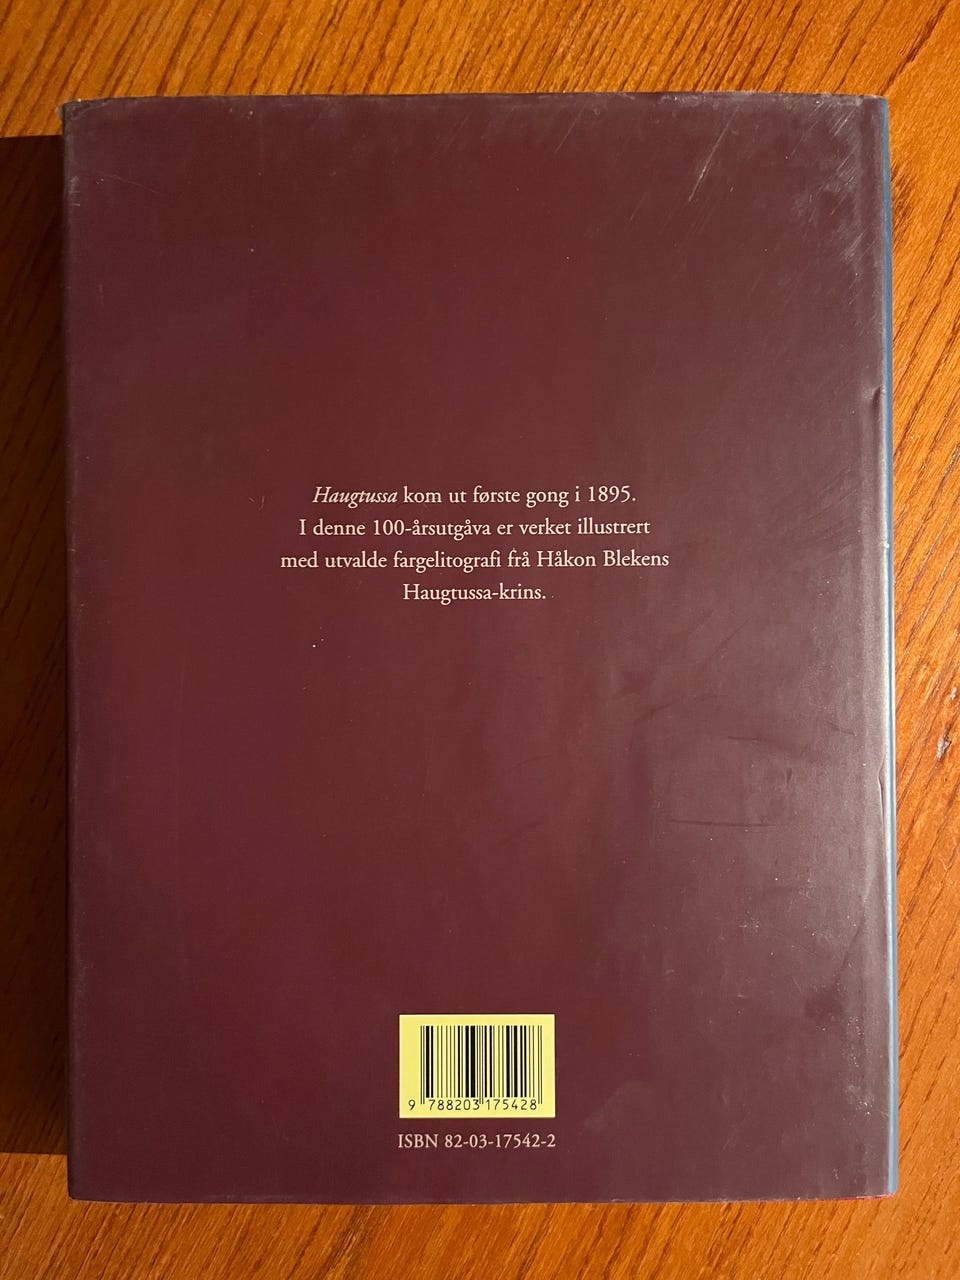 Haugtussa kom ut første gong i 1895.
I denne 100-årsutgåva er verket illustrert
med utvalde fargelitografi frå Håkon Blekens
Haugtussa-krins.
9 788203 175428
ISBN 82-03-17542-2